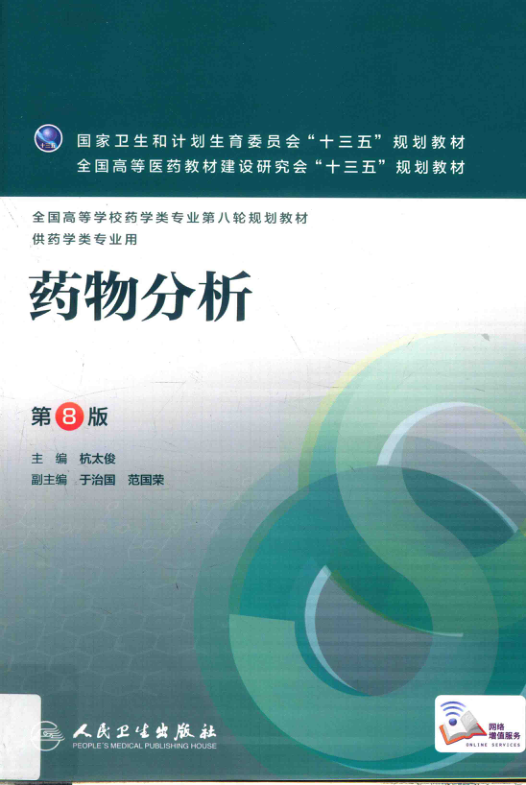 十三五
国家卫生和计划生育委员会“十三五”规划教材
全国高等医药教材建设研究会“十三五”规划教材
全国高等学校药学类专业第八轮规划教材
供药学类专业用
药物分析
第8版
主 编 杭太俊
副主编 于治国 范国荣
人民卫生出版社
PEOPLE'S MEDICAL PUBLISHING HOUSE
网络
增值服务
ONLINE SERVICES